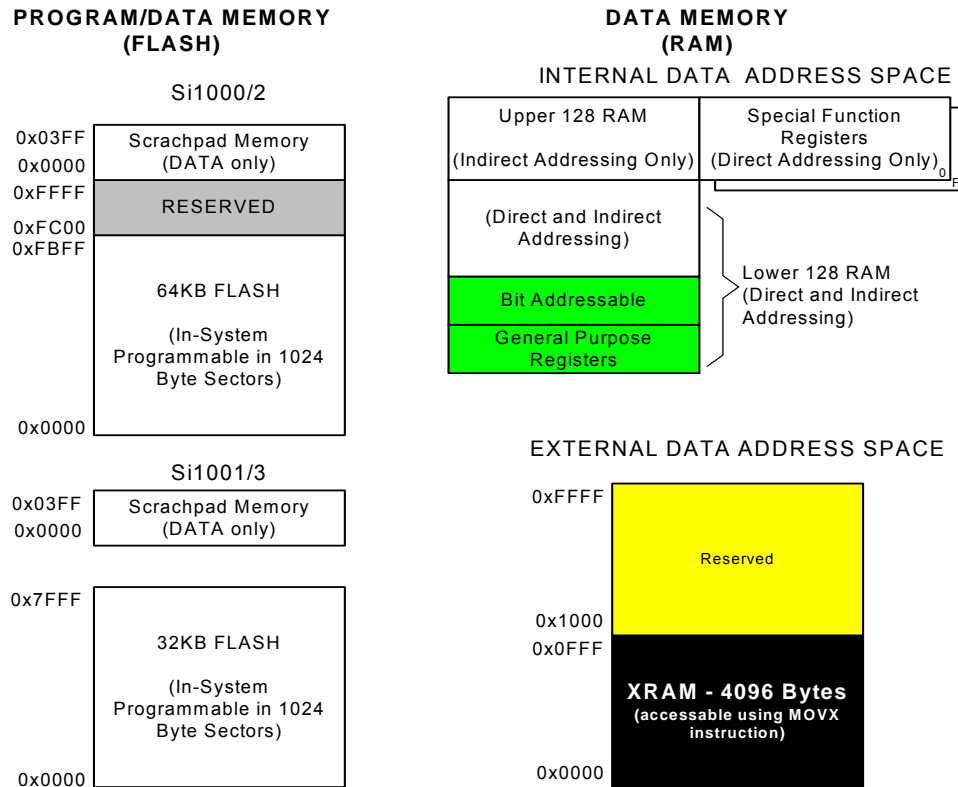 PROGRAM/DATA MEMORY
(FLASH)
Si1000/2
0x03FF
Scrachpad Memory
(DATA only)
0x0000
0xFFFF
RESERVED
0xFC00
0xFBFF
64KB FLASH
(In-System
Programmable in 1024
Byte Sectors)
0x0000
Si1001/3
0x03FF
Scrachpad Memory
(DATA only)
0x0000
0x7FFF
32KB FLASH
(In-System
Programmable in 1024
Byte Sectors)
0x0000
DATA MEMORY
(RAM)
INTERNAL DATA ADDRESS SPACE
Upper 128 RAM
(Indirect Addressing Only)
Special Function
Registers
(Direct Addressing Only)
0
F
(Direct and Indirect
Addressing)
Bit Addressable
General Purpose
Registers
Lower 128 RAM
(Direct and Indirect
Addressing)
EXTERNAL DATA ADDRESS SPACE
0xFFFF
Reserved
0x1000
0x0FFF
XRAM - 4096 Bytes
(accessable using MOVX
instruction)
0x0000